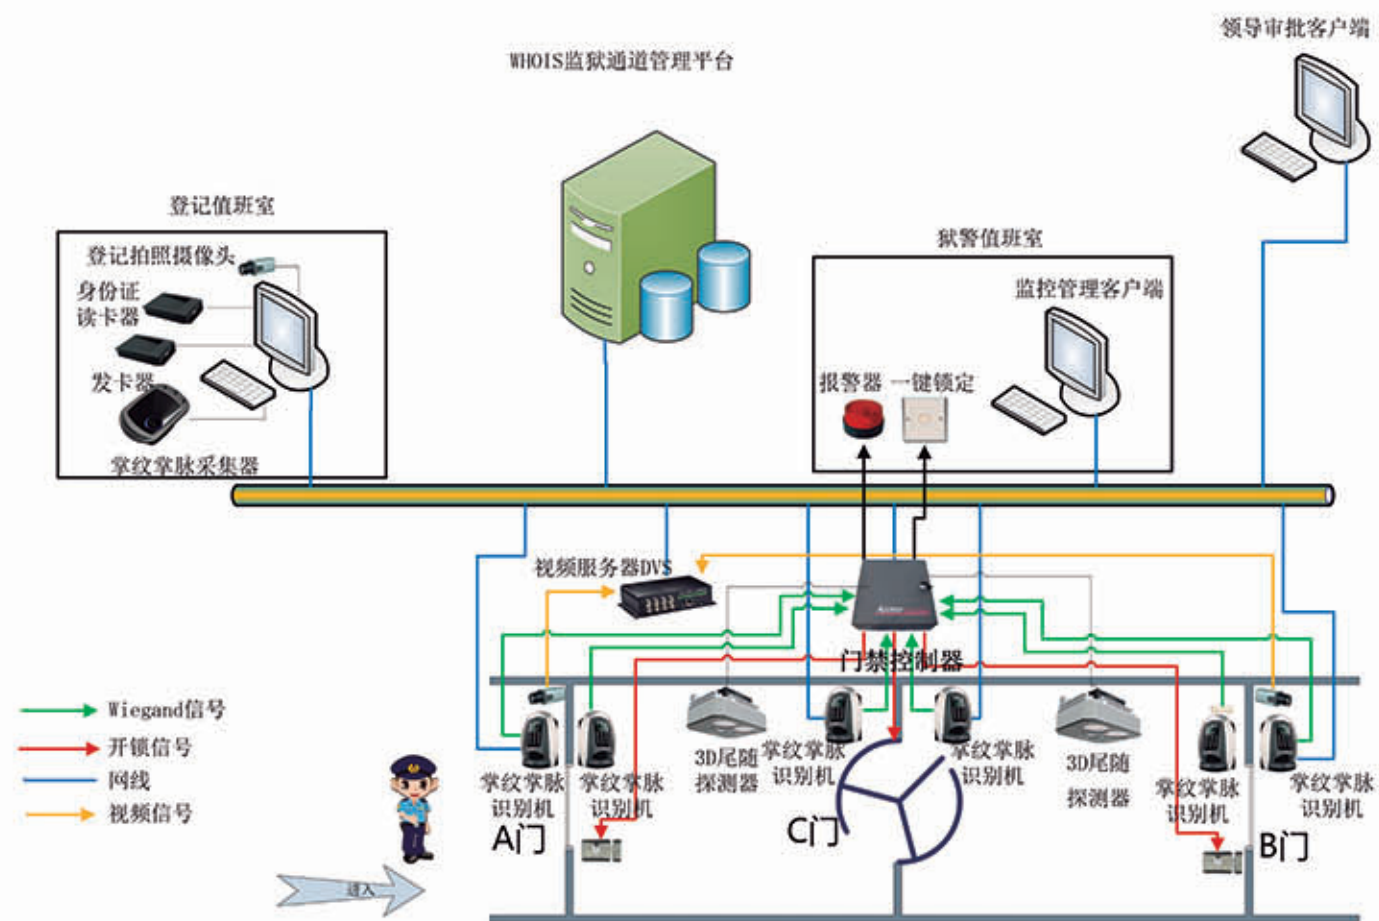 领导审批客户端
WHOIS监狱通道管理平台
登记值班室
登记拍照摄像头
身份证
读卡器
发卡器
掌纹掌脉采集器
狱警值班室
监控管理客户端
报警器
一键锁定
视频服务器DVS
门禁控制器
Wiegand信号
开锁信号
网线
视频信号
进入
掌纹掌脉
识别机
A门
掌纹掌脉
识别机
3D尾随
探测器
掌纹掌脉
识别机
C门
掌纹掌脉
识别机
3D尾随
探测器
掌纹掌脉
识别机
B门
掌纹掌脉
识别机